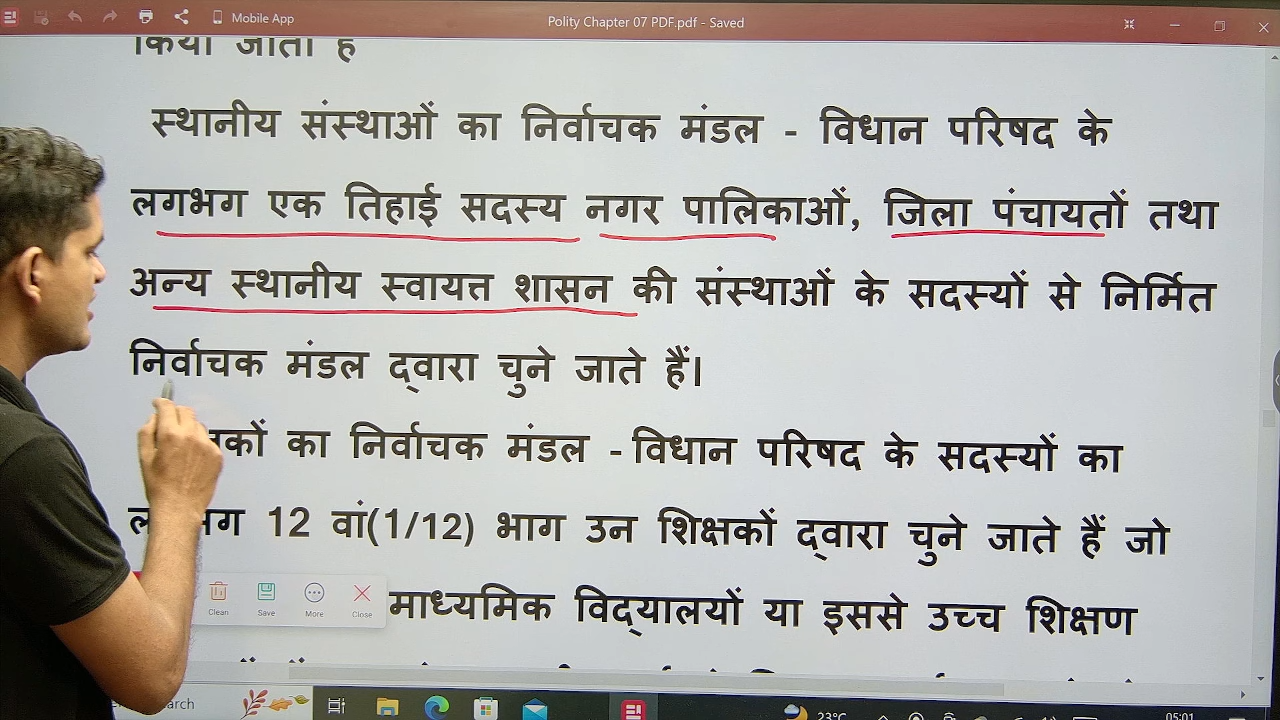 Mobile App
Polity Chapter 07 PDF.pdf - Saved
किया जाता है
स्थानीय संस्थाओं का निर्वाचक मंडल - विधान परिषद के
लगभग एक तिहाई सदस्य नगर पालिकाओं, जिला पंचायतों तथा
अन्य स्थानीय स्वायत्त शासन की संस्थाओं के सदस्यों से निर्मित
निर्वाचक मंडल द्वारा चुने जाते हैं।
का निर्वाचक मंडल - विधान परिषद के सदस्यों का
12 वां(1/12) भाग उन शिक्षकों द्वारा चुने जाते हैं जो
माध्यमिक विद्यालयों या इससे उच्च शिक्षण
Clean Save More Close
23°C 05:01